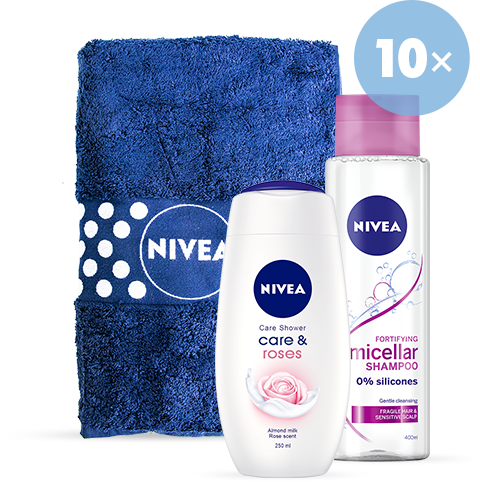 10×
NIVEA
NIVEA
Care Shower
care &
roses
Almond milk
Rose scent
250 ml
NIVEA
FORTIFYING
micellar
SHAMPOO
0% silicones
Gentle cleansing
FRAGILE HAIR &
SENSITIVE SCALP
400ml